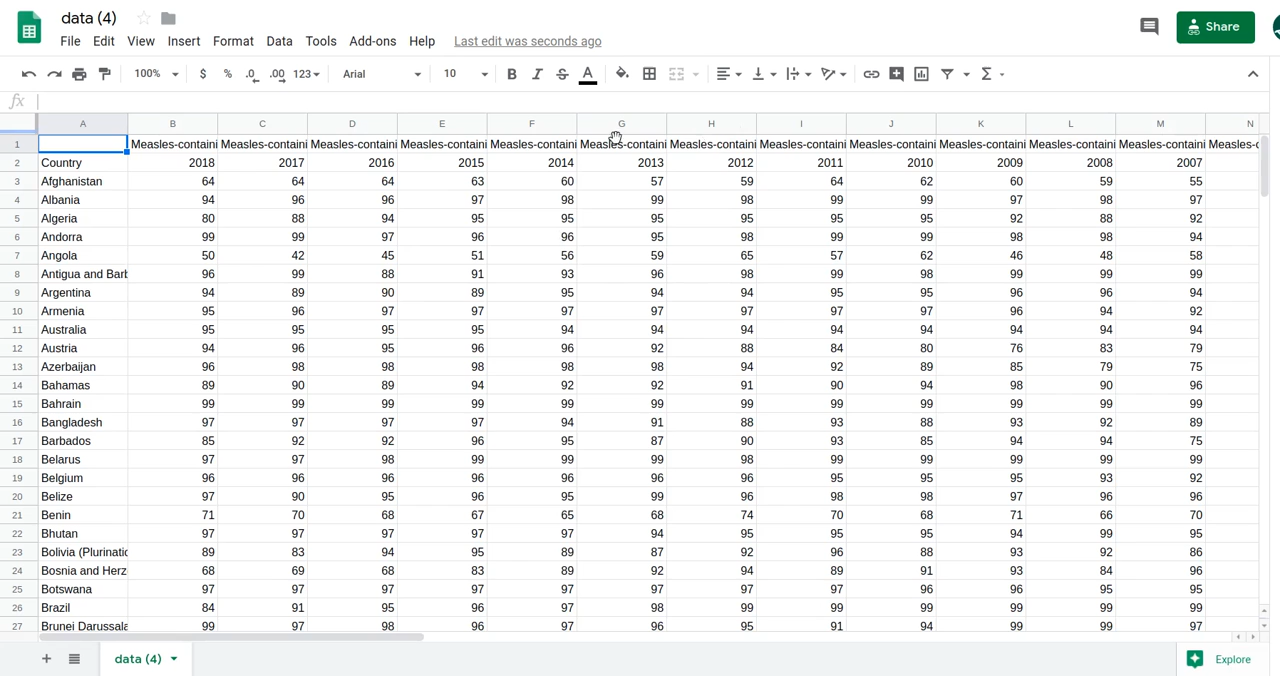 data (4)
File Edit View Insert Format Data Tools Add-ons Help Last edit was seconds ago
Share
100% $ % .0 .00 123 Arial 10 B I S A Σ
fx
A B C D E F G H I J K L M N
1 Measles-containi Measles-containi Measles-containi Measles-containi Measles-containi Measles-containi Measles-containi Measles-containi Measles-containi Measles-containi Measles-containi Measles-containi Measles-c
2 Country 2018 2017 2016 2015 2014 2013 2012 2011 2010 2009 2008 2007
3 Afghanistan 64 64 64 63 60 57 59 64 62 60 59 55
4 Albania 94 96 96 97 98 99 98 99 99 97 98 97
5 Algeria 80 88 94 95 95 95 95 95 95 92 88 92
6 Andorra 99 99 97 96 96 95 98 99 99 98 98 94
7 Angola 50 42 45 51 56 59 65 57 62 46 48 58
8 Antigua and Bark 96 99 88 91 93 96 98 99 98 99 99 99
9 Argentina 94 89 90 89 95 94 94 95 95 96 96 94
10 Armenia 95 96 97 97 97 97 97 97 97 96 94 92
11 Australia 95 95 95 95 94 94 94 94 94 94 94 94
12 Austria 94 96 95 96 96 92 88 84 80 76 83 79
13 Azerbaijan 96 98 98 98 98 98 94 92 89 85 79 75
14 Bahamas 89 90 89 94 92 92 91 90 94 98 90 96
15 Bahrain 99 99 99 99 99 99 99 99 99 99 99 99
16 Bangladesh 97 97 97 97 94 91 88 93 88 93 92 89
17 Barbados 85 92 92 96 95 87 90 93 85 94 94 75
18 Belarus 97 97 98 99 99 99 98 99 99 99 99 99
19 Belgium 96 96 96 96 96 96 96 95 95 95 93 92
20 Belize 97 90 95 96 95 99 96 98 98 97 96 96
21 Benin 71 70 68 67 65 68 74 70 68 71 66 70
22 Bhutan 97 97 97 97 97 94 95 95 95 94 99 95
23 Bolivia (Plurinatic 89 83 94 95 89 87 92 96 88 93 92 86
24 Bosnia and Herz 68 69 68 83 89 92 94 89 91 93 84 96
25 Botswana 97 97 97 97 97 97 97 97 96 96 95 95
26 Brazil 84 91 95 96 97 98 99 99 99 99 99 99
27 Brunei Darussala 99 97 98 96 97 96 95 91 94 99 99 97
data (4) Explore